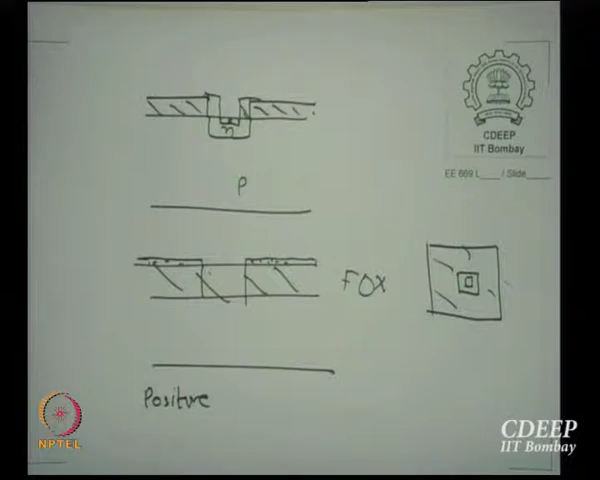 CDEEP
IIT Bombay
EE 669 L____ / Slide____
n
P
FOX
Positive
NPTEL
CDEEP
IIT Bombay